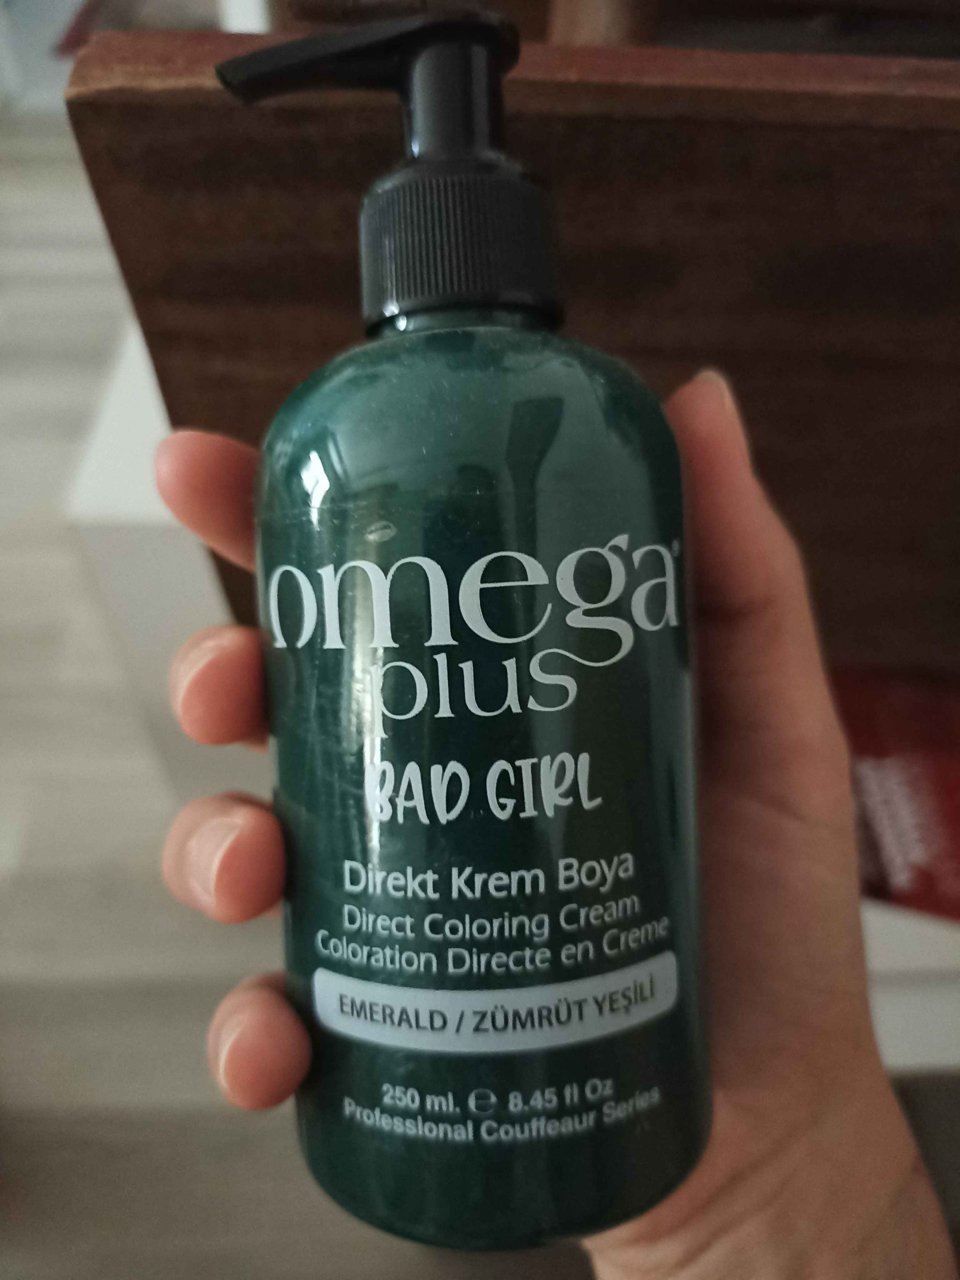 omega
plus
BAD GIRL
Direkt Krem Boya
Direct Coloring Cream
Coloration Directe en Creme
EMERALD / ZÜMRÜT YEŞİLİ
250 ml. ℮ 8.45 fl Oz
Professional Couffeaur Series